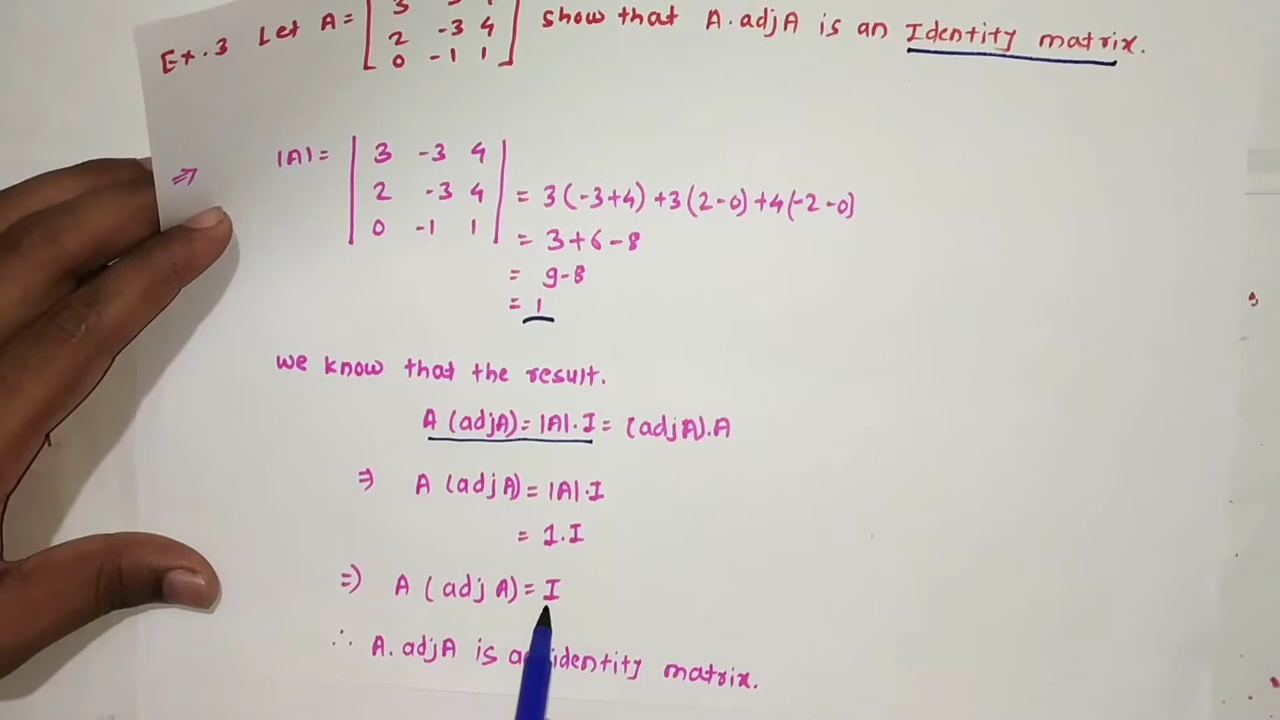 Ex.3 Let A = [ 3
2 -3 4
0 -1 1 ] show that A.adjA is an Identity matrix.
⇒ |A| = | 3 -3 4
2 -3 4
0 -1 1 | = 3(-3+4)+3(2-0)+4(-2-0)
= 3+6-8
= 9-8
= 1
we know that the result.
A (adjA) = |A|.I = (adjA).A
⇒ A (adjA) = |A|.I
= 1.I
⇒ A (adj A) = I
∴ A.adjA is identity matrix.